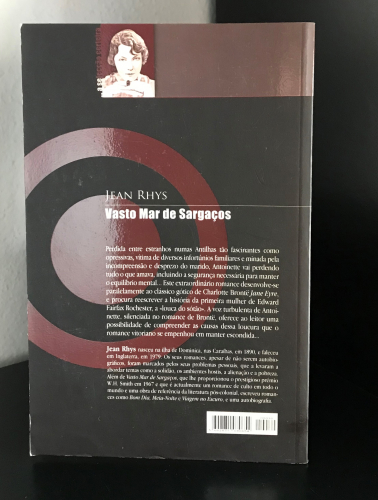 JEAN RHYS
Vasto Mar de Sargaços
Perdida entre estranhos numas Antilhas tão fascinantes como
opressivas, vítima de diversos infortúnios familiares e minada pela
incompreensão e desprezo do marido, Antoinette vai perdendo
tudo o que amava, incluindo a segurança necessária para manter
o equilíbrio mental... Este extraordinário romance desenvolve-se
paralelamente ao clássico gótico de Charlotte Brontë Jane Eyre,
e procura reescrever a história da primeira mulher de Edward
Fairfax Rochester, a «louca do sótão». A voz turbulenta de Antoi-
nette, silenciada no romance de Brontë, oferece ao leitor uma
possibilidade de compreender as causas dessa loucura que o
romance vitoriano se empenhou em manter escondida...
Jean Rhys nasceu na ilha de Dominica, nas Caraíbas, em 1890, e faleceu
em Inglaterra, em 1979. Os seus romances, apesar de não serem autobio-
gráficos, foram marcados pelos seus problemas pessoais, que a levaram a
abordar temas como a solidão, os ambientes hostis, a alienação e a pobreza.
Além de Vasto Mar de Sargaços, que lhe proporcionou o prestigioso prémio
W.H. Smith em 1967 e que é actualmente um romance de culto em todo o
mundo e uma obra de referência da literatura pós-colonial, escreveu romances
como Bom Dia, Meia-Noite e Viagem no Escuro, e uma autobiografia.